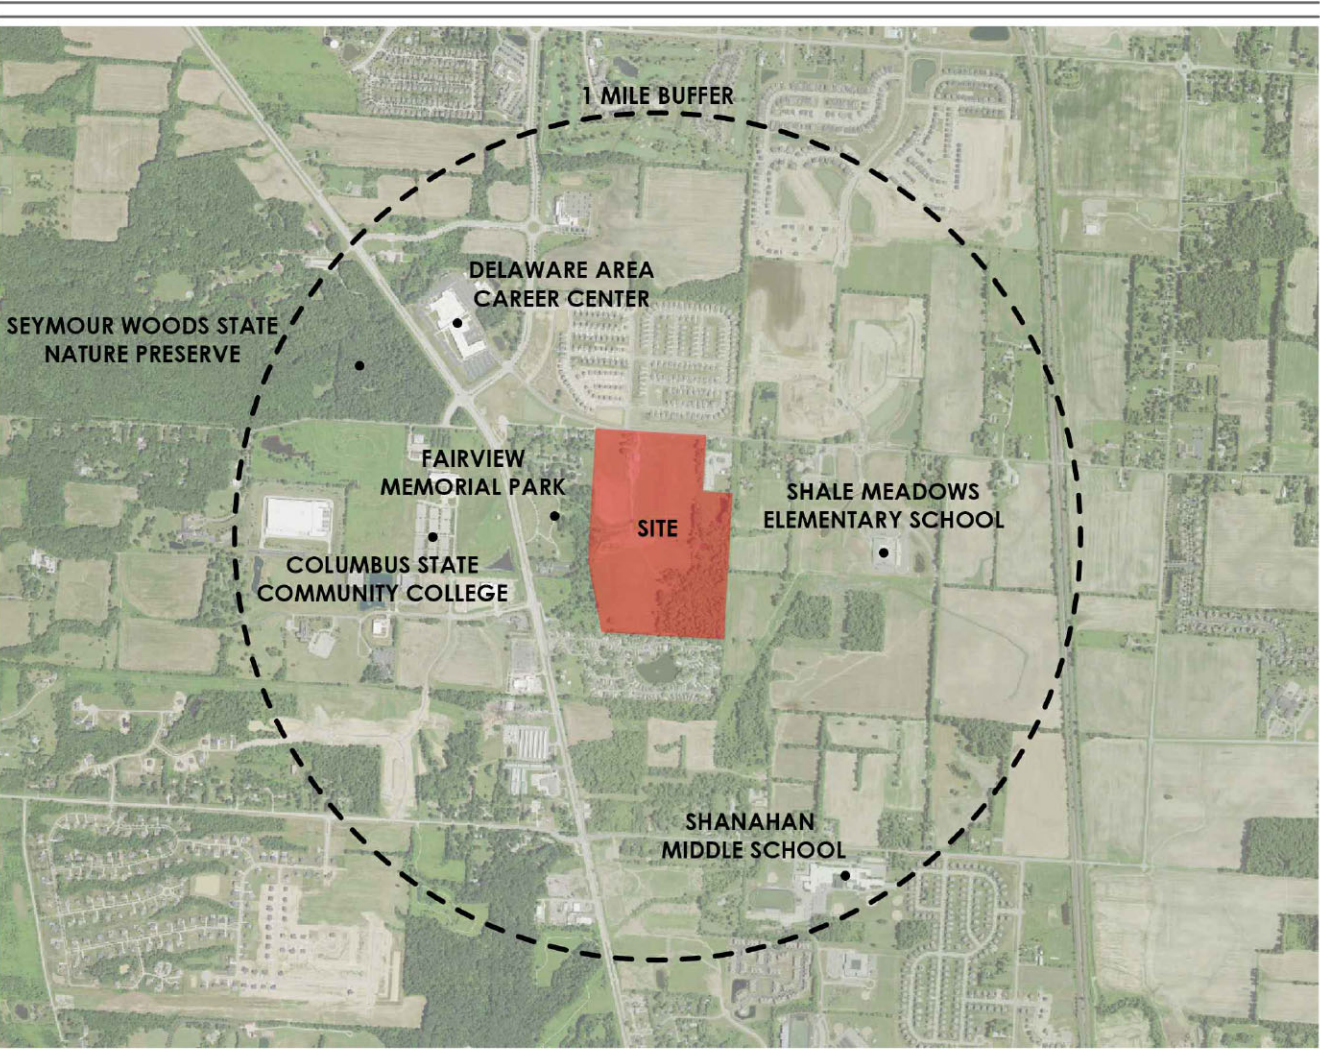 1 MILE BUFFER
DELAWARE AREA
CAREER CENTER
SEYMOUR WOODS STATE
NATURE PRESERVE
FAIRVIEW
MEMORIAL PARK
SITE
SHALE MEADOWS
ELEMENTARY SCHOOL
COLUMBUS STATE
COMMUNITY COLLEGE
SHANAHAN
MIDDLE SCHOOL